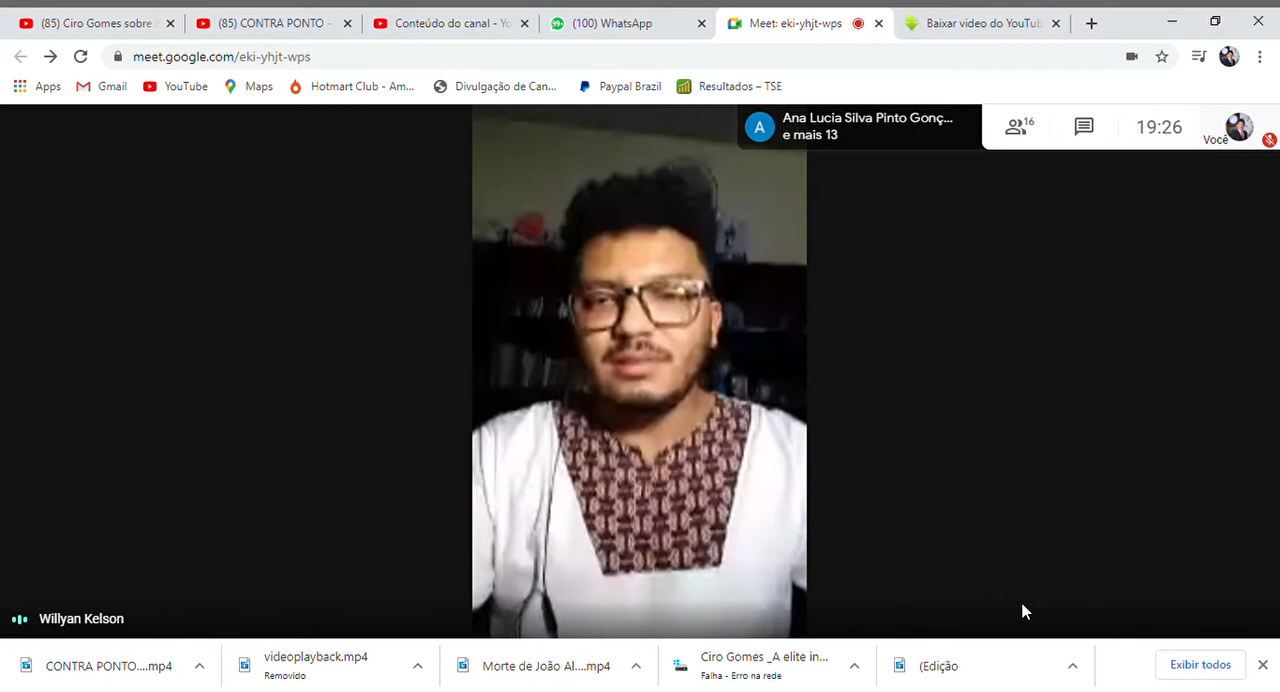 (85) Ciro Gomes sobre
(85) CONTRA PONTO -
Conteúdo do canal - Yo
(100) WhatsApp
Meet: eki-yhjt-wps
Baixar video do YouTub
meet.google.com/eki-yhjt-wps
Apps
Gmail
YouTube
Maps
Hotmart Club - Am...
Divulgação de Can...
Paypal Brazil
Resultados – TSE
A
Ana Lucia Silva Pinto Gonç...
e mais 13
16
19:26
Você
Willyan Kelson
CONTRA PONTO....mp4
videoplayback.mp4
Removido
Morte de João Al....mp4
Ciro Gomes _A elite in...
Falha - Erro na rede
(Edição
Exibir todos